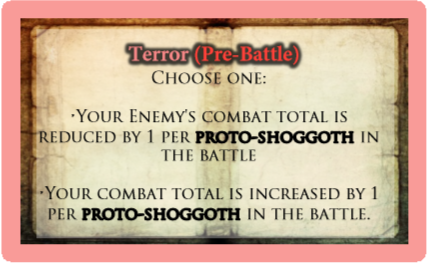 Terror (Pre-Battle)
Choose one:
·Your Enemy's combat total is
reduced by 1 per proto-shoggoth in
the battle
·Your combat total is increased by 1
per proto-shoggoth in the battle.